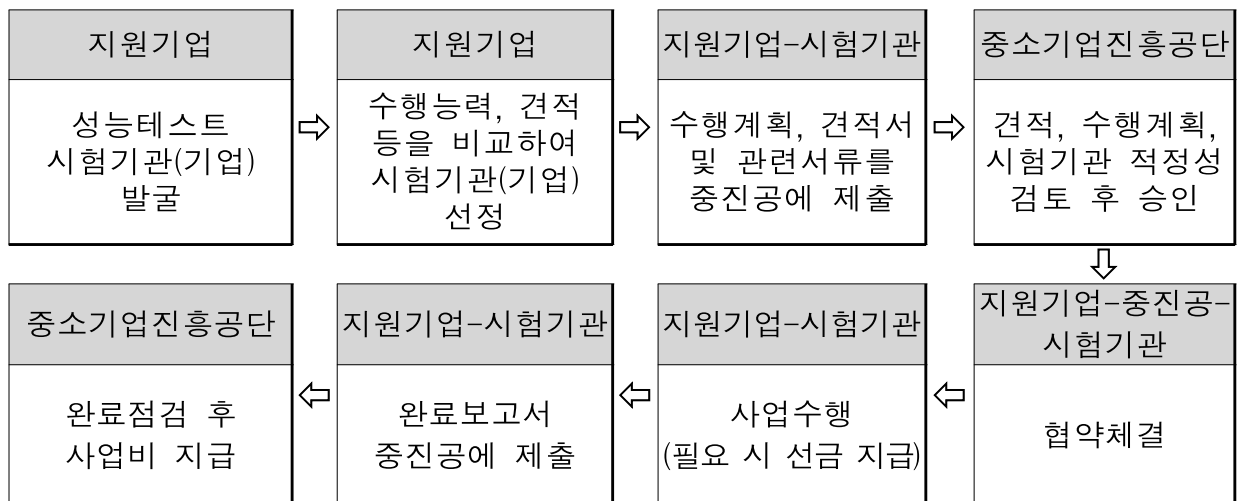 지원기업
성능테스트
시험기관(기업)
발굴
지원기업
수행능력, 견적
등을 비교하여
시험기관(기업)
선정
지원기업-시험기관
수행계획, 견적서
및 관련서류를
중진공에 제출
중소기업진흥공단
견적, 수행계획,
시험기관 적정성
검토 후 승인
지원기업-중진공-
시험기관
협약체결
지원기업-시험기관
사업수행
(필요 시 선금 지급)
지원기업-시험기관
완료보고서
중진공에 제출
중소기업진흥공단
완료점검 후
사업비 지급